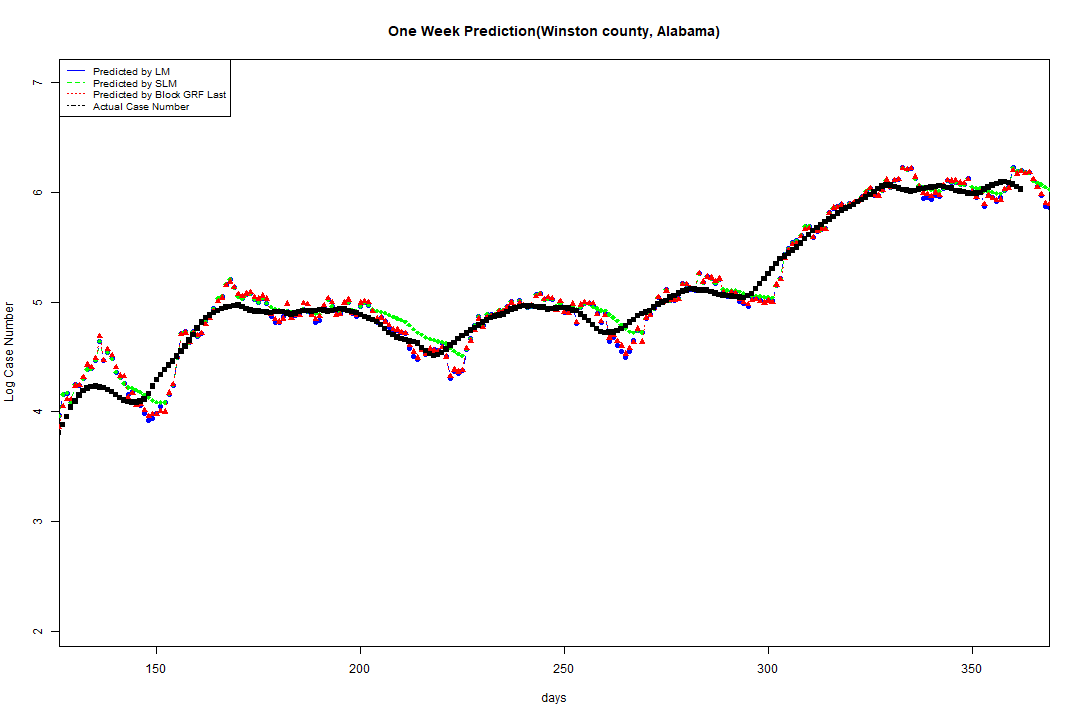 One Week Prediction(Winston county, Alabama)
Predicted by LM
Predicted by SLM
Predicted by Block GRF Last
Actual Case Number
7
6
5
4
3
2
Log Case Number
150 200 250 300 350
days